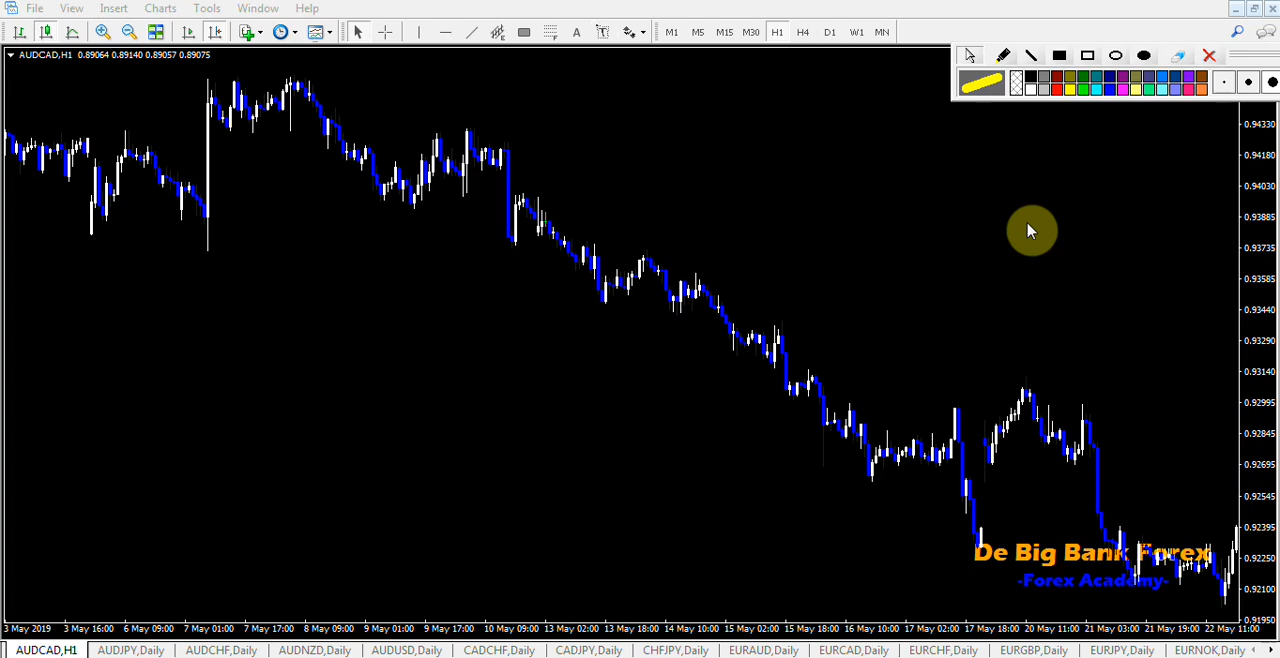 File View Insert Charts Tools Window Help
A T M1 M5 M15 M30 H1 H4 D1 W1 MN
AUDCAD,H1 0.89064 0.89140 0.89057 0.89075
0.94330
0.94180
0.94030
0.93885
0.93735
0.93585
0.93440
0.93290
0.93140
0.92995
0.92845
0.92695
0.92545
0.92395
0.92250
0.92100
0.91950
De Big Bank Forex
-Forex Academy-
3 May 2019 3 May 16:00 6 May 09:00 7 May 01:00 7 May 17:00 8 May 09:00 9 May 01:00 9 May 17:00 10 May 09:00 13 May 02:00 13 May 18:00 14 May 10:00 15 May 02:00 15 May 18:00 16 May 10:00 17 May 02:00 17 May 18:00 20 May 11:00 21 May 03:00 21 May 19:00 22 May 11:00
AUDCAD,H1 AUDJPY,Daily AUDCHF,Daily AUDNZD,Daily AUDUSD,Daily CADCHF,Daily CADJPY,Daily CHFJPY,Daily EURAUD,Daily EURCAD,Daily EURCHF,Daily EURGBP,Daily EURJPY,Daily EURNOK,Daily